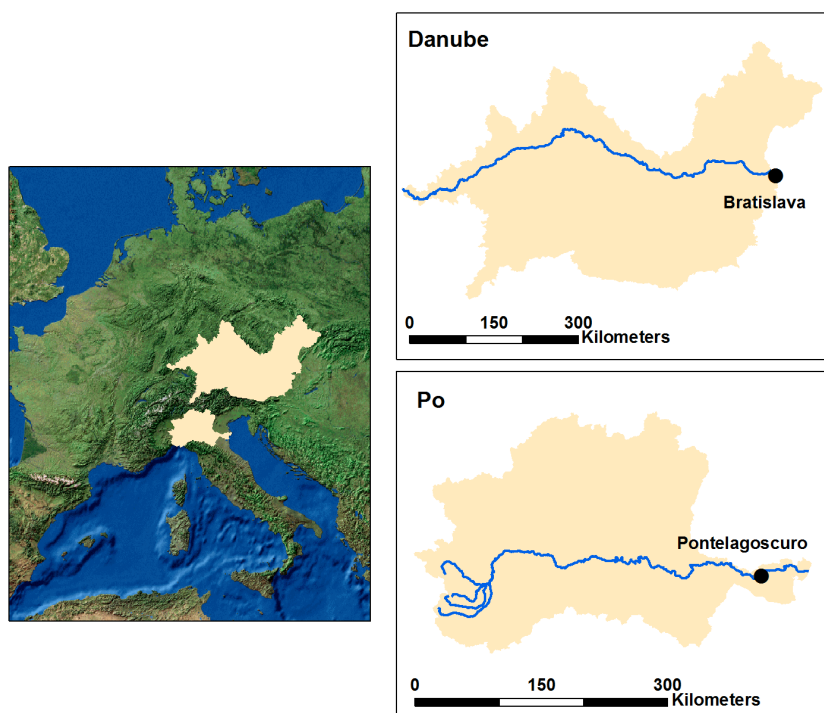 Danube
Bratislava
0 150 300
Kilometers
Po
Pontelagoscuro
0 150 300
Kilometers